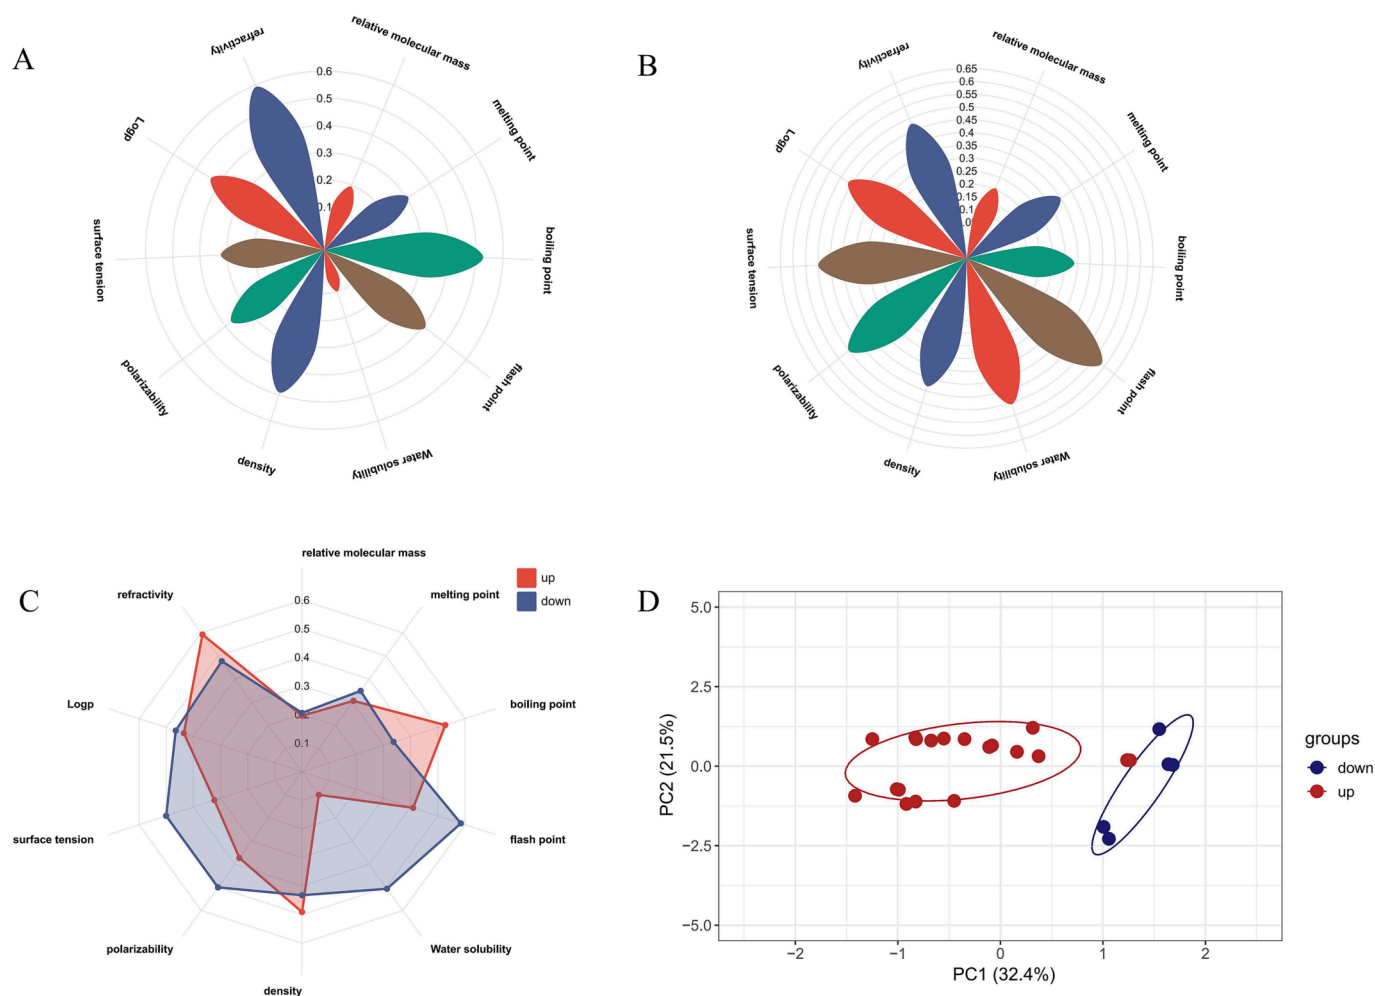 A
refractivity
relative molecular mass
melting point
boiling point
flash point
Water solubility
density
polarizability
surface tension
Logp
0.6
0.5
0.4
0.3
0.2
0.1
B
refractivity
relative molecular mass
melting point
boiling point
flash point
Water solubility
density
polarizability
surface tension
Logp
0.65
0.6
0.55
0.5
0.45
0.4
0.35
0.3
0.25
0.2
0.15
0.1
C
relative molecular mass
up
down
refractivity
melting point
Logp
boiling point
surface tension
flash point
polarizability
Water solubility
density
0.6
0.5
0.4
0.3
0.2
0.1
D
5.0
2.5
0.0
−2.5
−5.0
PC2 (21.5%)
−2
−1
0
1
2
PC1 (32.4%)
groups
down
up